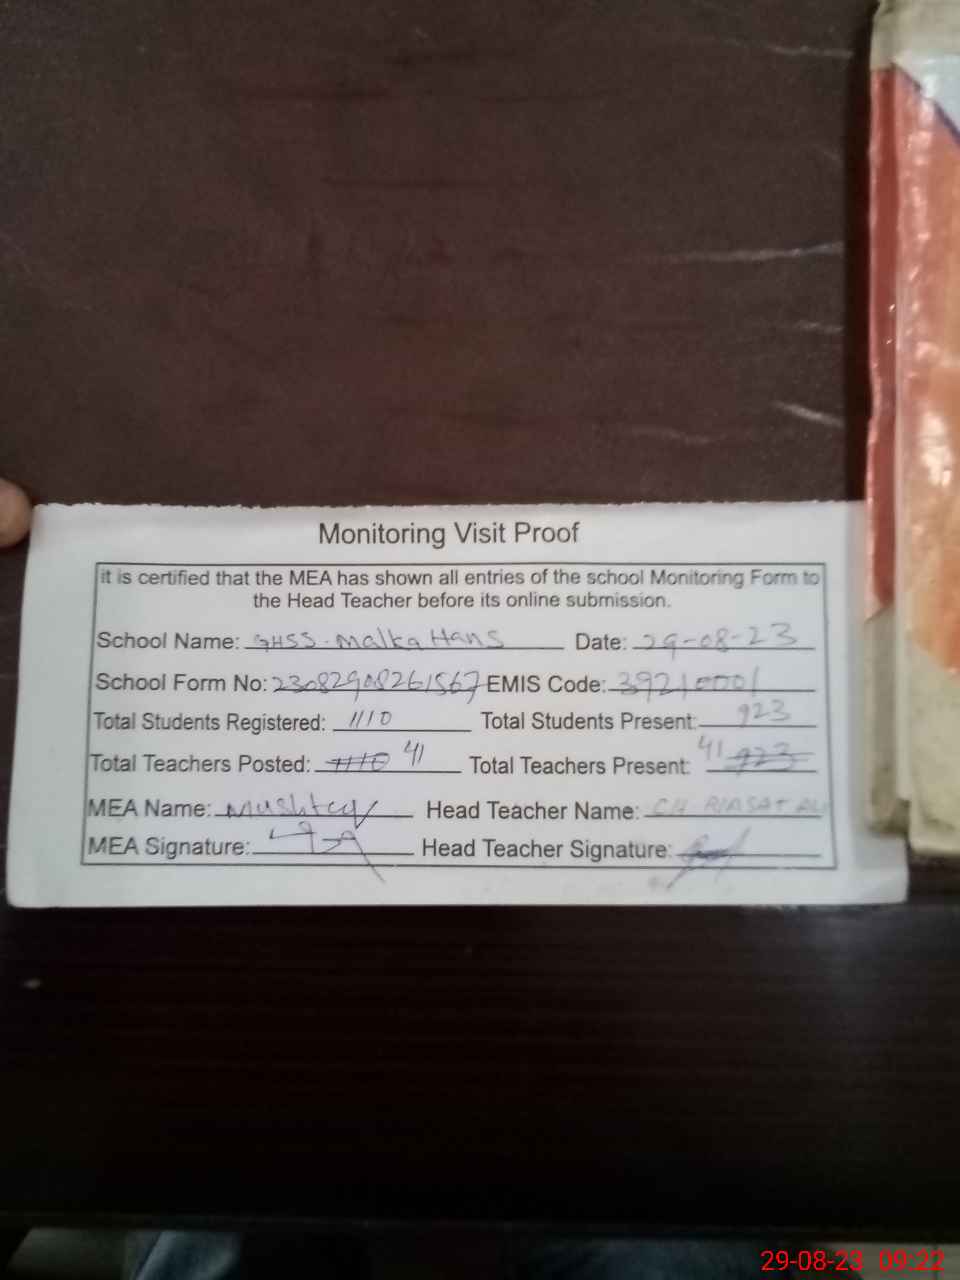 Monitoring Visit Proof
it is certified that the MEA has shown all entries of the school Monitoring Form to
the Head Teacher before its online submission.
School Name: GHSS. Malka Hans Date: 29-08-23
School Form No: 23082908261567 EMIS Code: 39210001
Total Students Registered: 1110 Total Students Present: 923
Total Teachers Posted: 1110 41 Total Teachers Present: 41 923
MEA Name: Mushtaq Head Teacher Name: CH RIASAT ALI
MEA Signature: Head Teacher Signature:
29-08-23 09:22